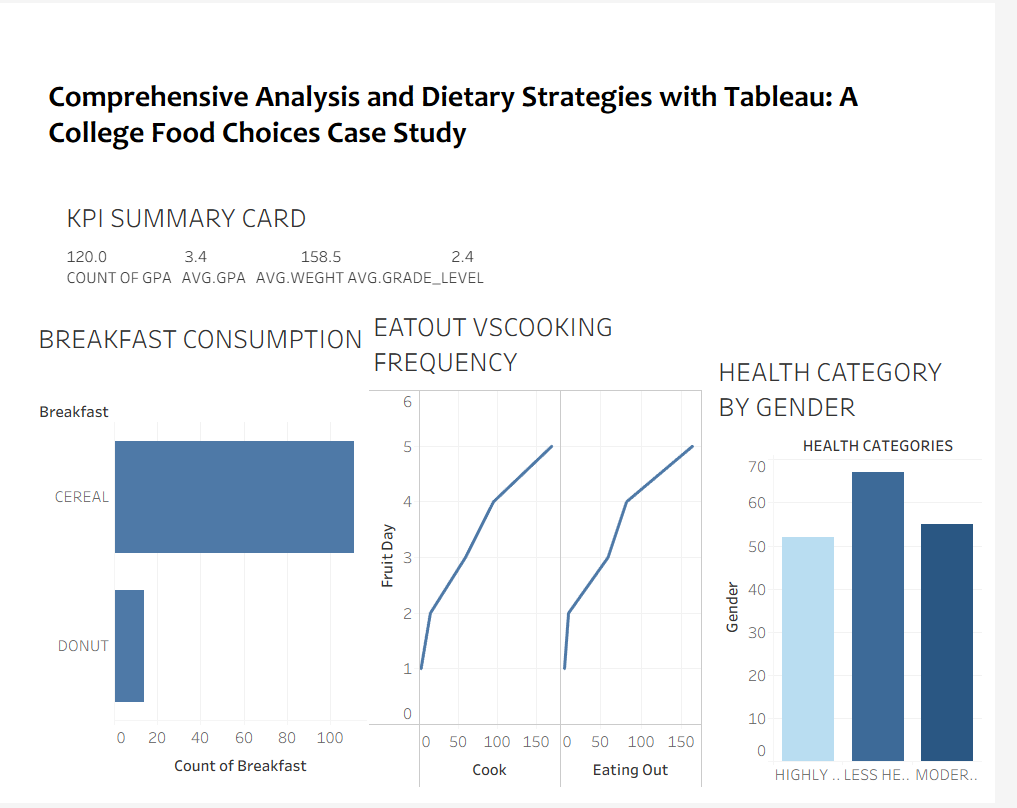 Comprehensive Analysis and Dietary Strategies with Tableau: A
College Food Choices Case Study
KPI SUMMARY CARD
120.0 3.4 158.5 2.4
COUNT OF GPA AVG.GPA AVG.WEGHT AVG.GRADE_LEVEL
BREAKFAST CONSUMPTION
Breakfast
CEREAL
DONUT
0 20 40 60 80 100
Count of Breakfast
EATOUT VSCOOKING
FREQUENCY
6
5
4
3
2
1
0
Fruit Day
0 50 100 150 0 50 100 150
Cook Eating Out
HEALTH CATEGORY
BY GENDER
HEALTH CATEGORIES
70
60
50
40
30
20
10
0
Gender
HIGHLY .. LESS HE.. MODER..